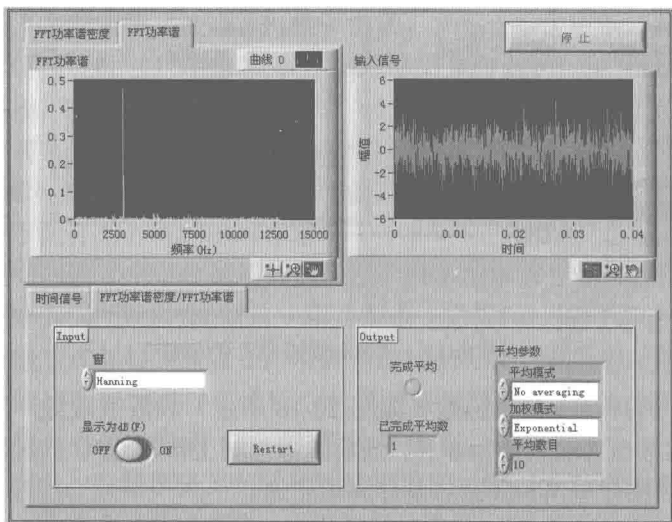 FFT功率谱密度 FFT功率谱
停 止
FFT功率谱
曲线 0
输入信号
0.5
0.4
0.3
0.2
0.1
0
0 2500 5000 7500 10000 12500 15000
频率(Hz)
6
4
2
0
-2
-4
-6
幅值
0 0.01 0.02 0.03 0.04
时间
时间信号 FFT功率谱密度/FFT功率谱
Input
窗
Hanning
显示为dB(F)
OFF ON
Restart
Output
完成平均
已完成平均数
1
平均参数
平均模式
No averaging
加权模式
Exponential
平均数目
10